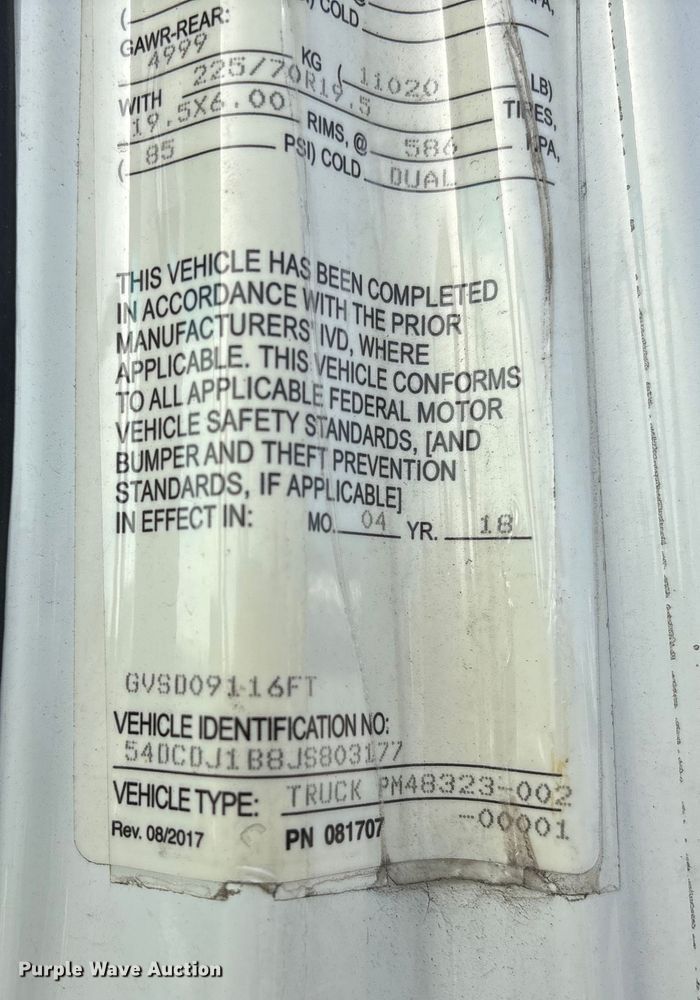 ( PSI) COLD
GAWR-REAR:
4999 KG ( 11020 LB)
WITH 225/70R19.5 TIRES,
19.5X6.00 RIMS, @ 586 KPA,
( 85 PSI) COLD DUAL
THIS VEHICLE HAS BEEN COMPLETED
IN ACCORDANCE WITH THE PRIOR
MANUFACTURERS' IVD, WHERE
APPLICABLE. THIS VEHICLE CONFORMS
TO ALL APPLICABLE FEDERAL MOTOR
VEHICLE SAFETY STANDARDS, [AND
BUMPER AND THEFT PREVENTION
STANDARDS, IF APPLICABLE]
IN EFFECT IN: MO. 04 YR. 18
GVSD09116FT
VEHICLE IDENTIFICATION NO:
54DCDJ1B8JS803177
VEHICLE TYPE: TRUCK PM48323-002
-00001
Rev. 08/2017 PN 081707
Purple Wave Auction